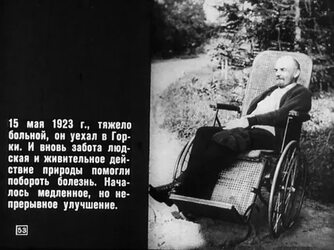 15 мая 1923 г., тяжело
больной, он уехал в Гор-
ки. И вновь забота люд-
ская и живительное дей-
ствие природы помогли
побороть болезнь. Нача-
лось медленное, но не-
прерывное улучшение.
53